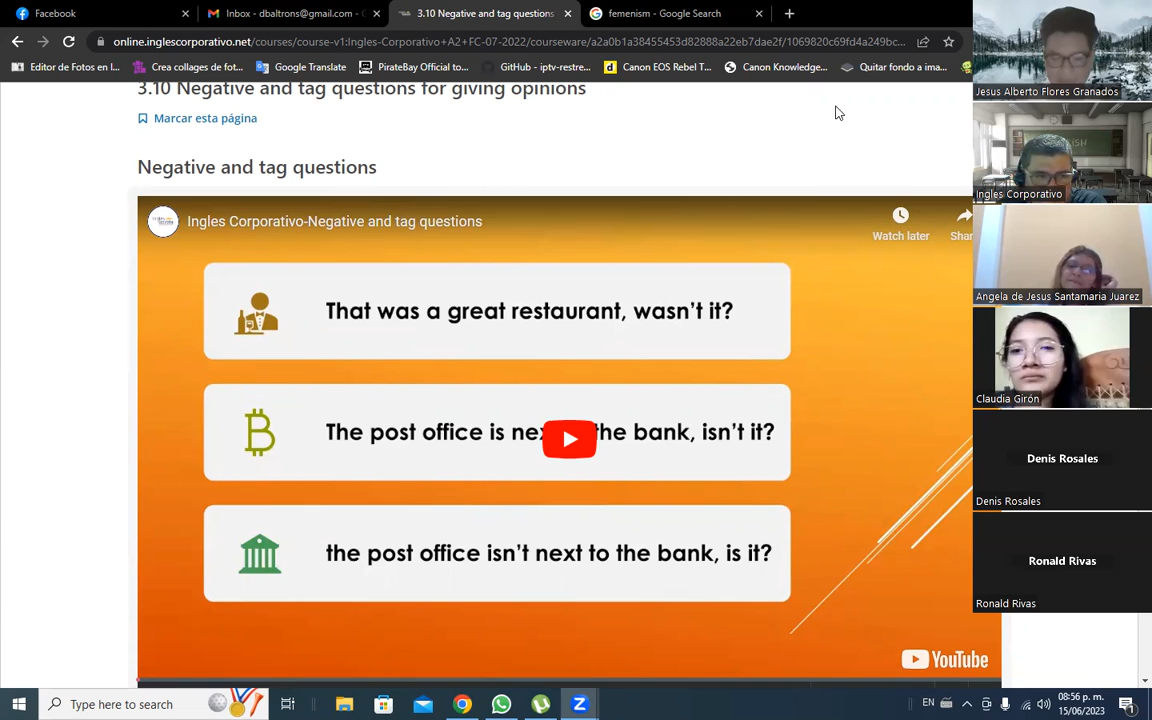 Facebook
Inbox - dbaltrons@gmail.com -
3.10 Negative and tag questions
femenism - Google Search
online.inglescorporativo.net/courses/course-v1:Ingles-Corporativo+A2+FC-07-2022/courseware/a2a0b1a38455453d82888a22eb7dae2f/1069820c69fd4a249bc...
Editor de Fotos en l...
Crea collages de fot...
Google Translate
PirateBay Official to...
GitHub - iptv-restre...
Canon EOS Rebel T...
Canon Knowledge...
Quitar fondo a ima...
3.10 Negative and tag questions for giving opinions
Marcar esta página
Negative and tag questions
Ingles Corporativo-Negative and tag questions
Watch later
Shar
That was a great restaurant, wasn't it?
The post office is ne the bank, isn't it?
the post office isn't next to the bank, is it?
YouTube
Jesus Alberto Flores Granados
Ingles Corporativo
Angela de Jesus Santamaria Juarez
Claudia Girón
Denis Rosales
Denis Rosales
Ronald Rivas
Ronald Rivas
Type here to search
EN
08:56 p. m.
15/06/2023
1